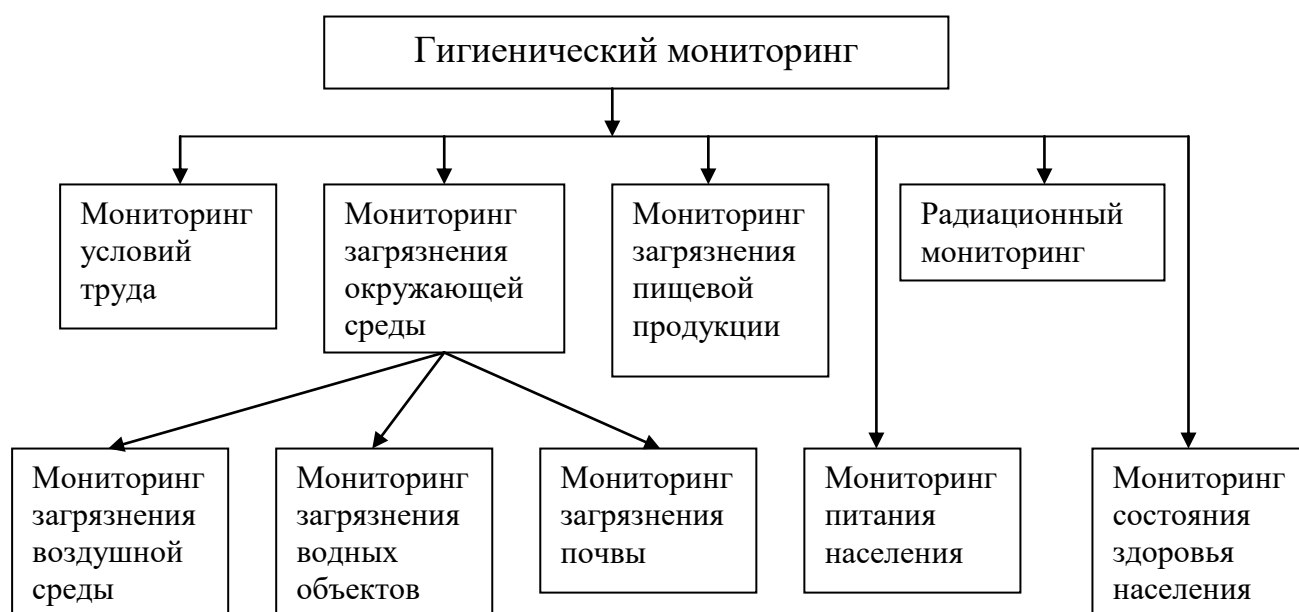 Гигиенический мониторинг
Мониторинг
условий
труда
Мониторинг
загрязнения
окружающей
среды
Мониторинг
загрязнения
пищевой
продукции
Радиационный
мониторинг
Мониторинг
загрязнения
воздушной
среды
Мониторинг
загрязнения
водных
объектов
Мониторинг
загрязнения
почвы
Мониторинг
питания
населения
Мониторинг
состояния
здоровья
населения